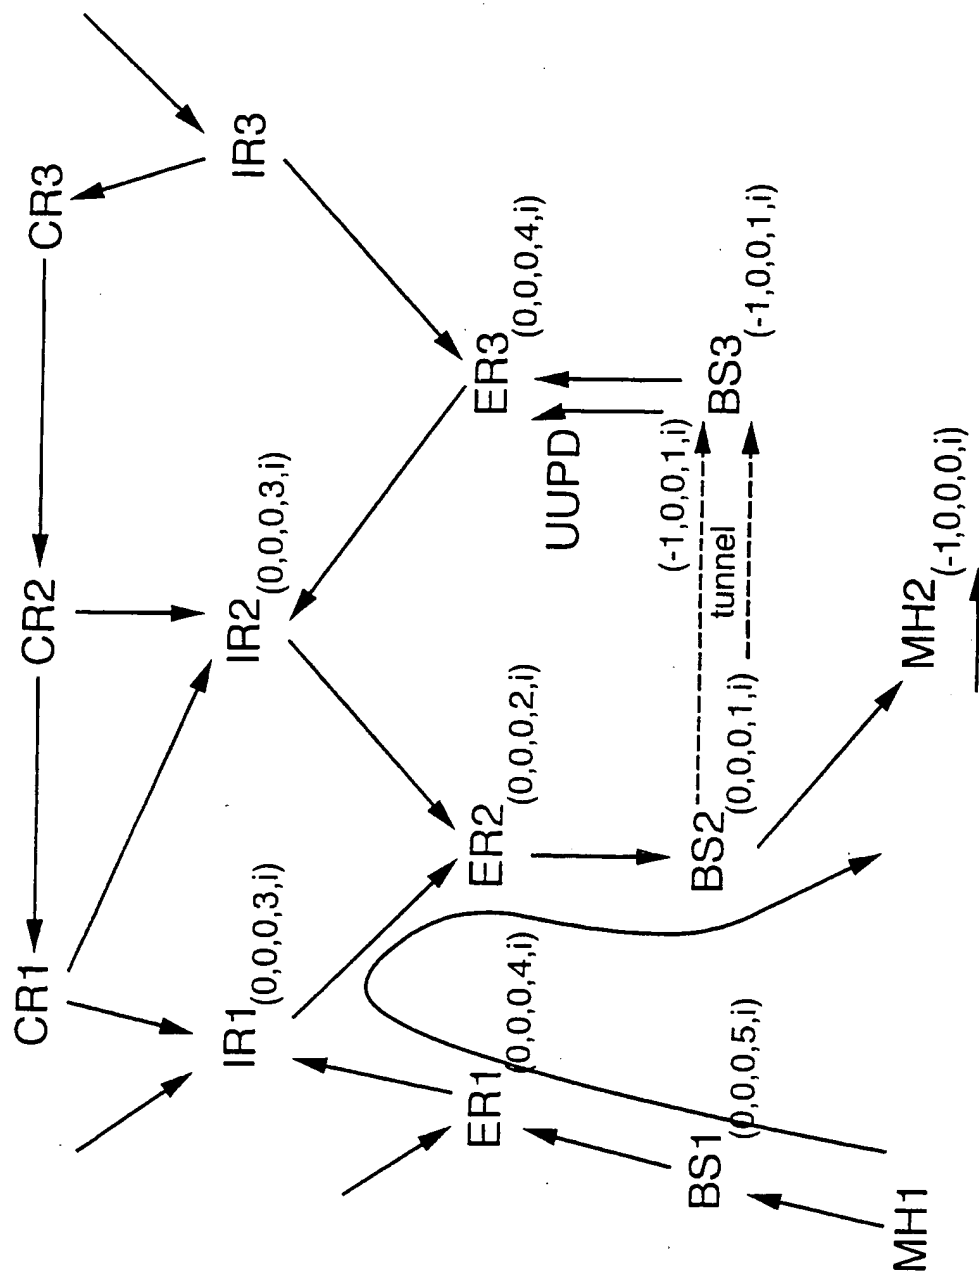 CR1
CR2
CR3
IR1(0,0,0,3,i)
IR2(0,0,0,3,i)
IR3
ER1(0,0,0,4,i)
ER2(0,0,0,2,i)
ER3(0,0,0,4,i)
UUPD
BS1(0,0,0,5,i)
BS2(0,0,0,1,i)
(-1,0,0,1,i)
tunnel
BS3(-1,0,0,1,i)
MH1
MH2(-1,0,0,0,i)